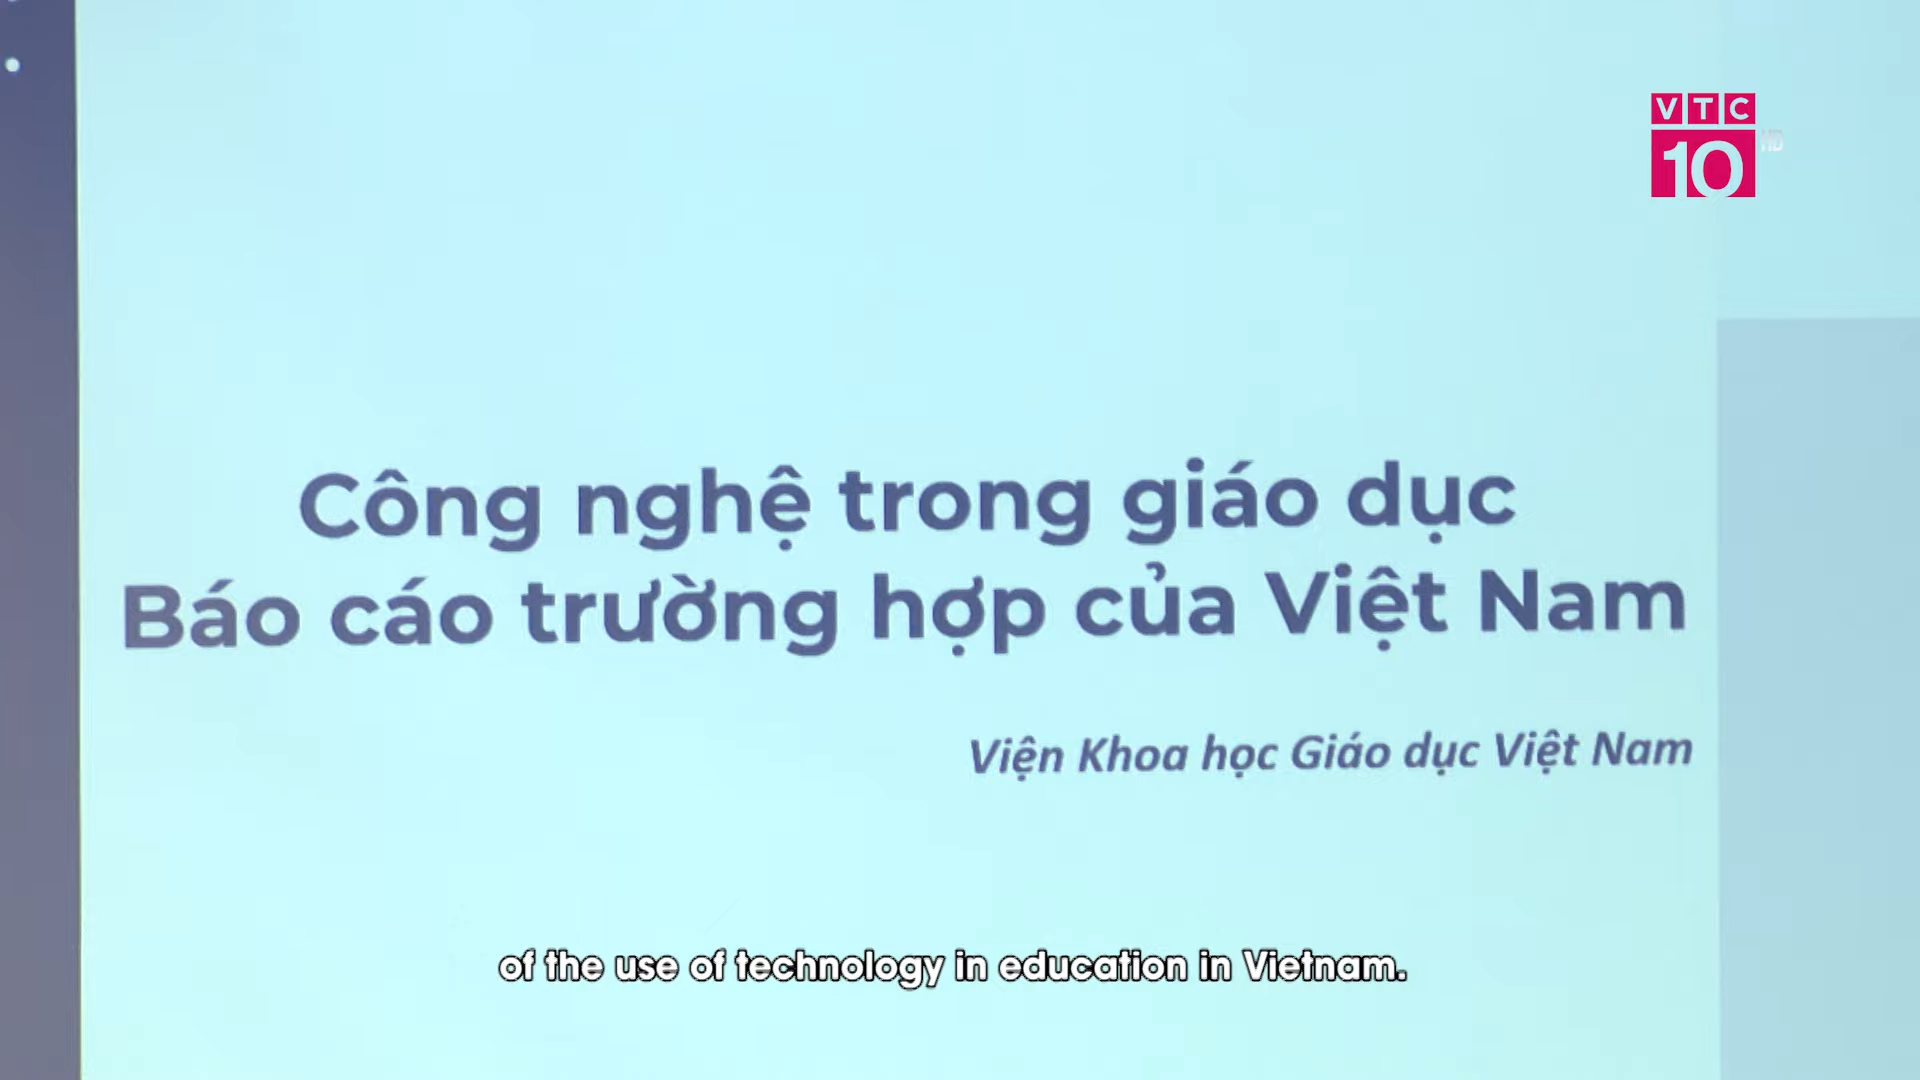 VTC
10 HD
Công nghệ trong giáo dục
Báo cáo trường hợp của Việt Nam
Viện Khoa học Giáo dục Việt Nam
of the use of technology in education in Vietnam.